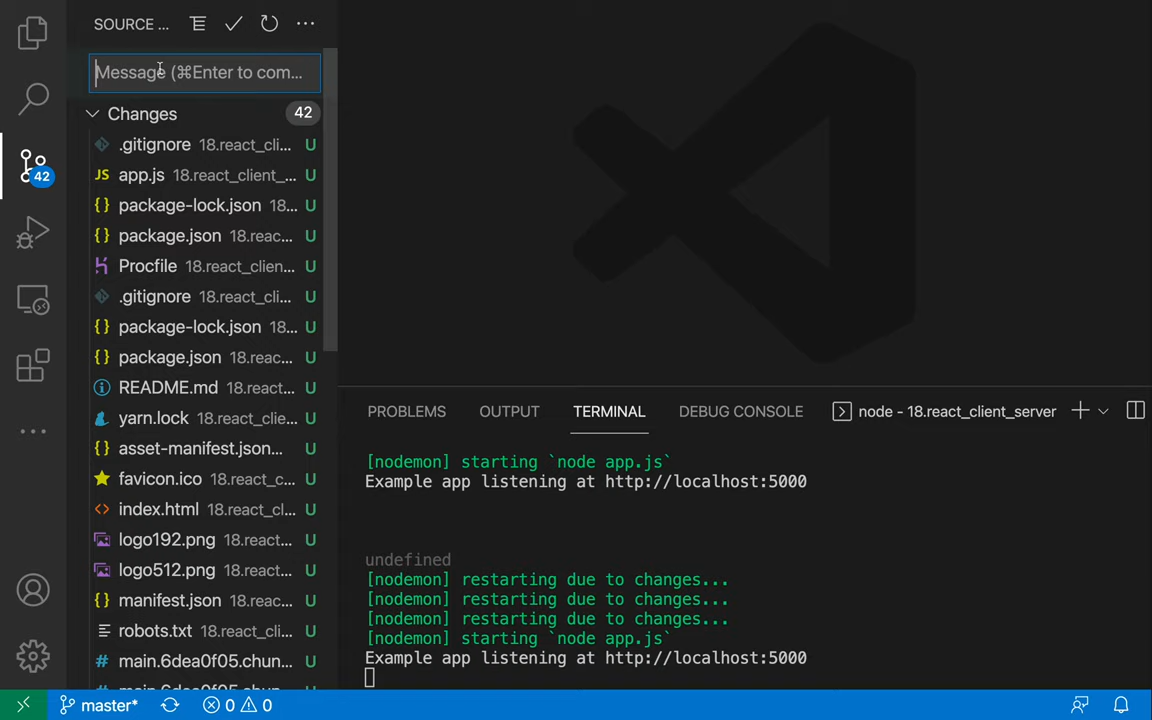 SOURCE ...
Message (⌘Enter to com...
Changes 42
42
.gitignore 18.react_cli... U
JS app.js 18.react_client_... U
{} package-lock.json 18... U
{} package.json 18.reac... U
Procfile 18.react_clien... U
.gitignore 18.react_cli... U
{} package-lock.json 18... U
{} package.json 18.reac... U
README.md 18.react... U
yarn.lock 18.react_clie... U
{} asset-manifest.json... U
favicon.ico 18.react_c... U
<> index.html 18.react_cl... U
logo192.png 18.react... U
logo512.png 18.react... U
{} manifest.json 18.reac... U
robots.txt 18.react_cli... U
# main.6dea0f05.chun... U
# main.6dea0f05.chun... U
PROBLEMS OUTPUT TERMINAL DEBUG CONSOLE node - 18.react_client_server
[nodemon] starting `node app.js`
Example app listening at http://localhost:5000
undefined
[nodemon] restarting due to changes...
[nodemon] restarting due to changes...
[nodemon] restarting due to changes...
[nodemon] starting `node app.js`
Example app listening at http://localhost:5000
master* 0 0